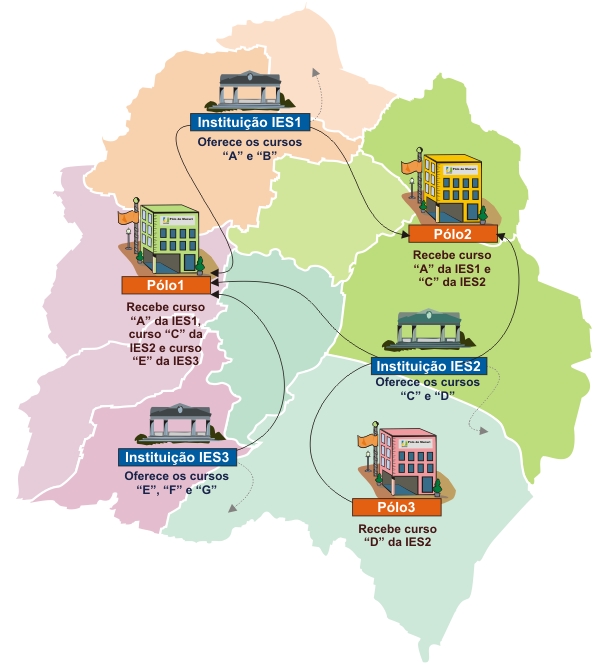 Instituição IES1
Oferece os cursos
“A” e “B”
Pólo2
Recebe curso
“A” da IES1 e
“C” da IES2
Pólo1
Recebe curso
“A” da IES1,
curso “C” da
IES2 e curso
“E” da IES3
Instituição IES2
Oferece os cursos
“C” e “D”
Instituição IES3
Oferece os cursos
“E”, “F” e “G”
Pólo3
Recebe curso
“D” da IES2